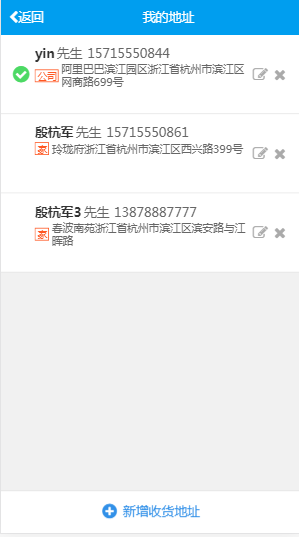 返回 我的地址
yin 先生 15715550844
公司 阿里巴巴滨江园区浙江省杭州市滨江区
网商路699号
殷杭军 先生 15715550861
家 玲珑府浙江省杭州市滨江区西兴路399号
殷杭军3 先生 13878887777
家 春波南苑浙江省杭州市滨江区滨安路与江
晖路
新增收货地址